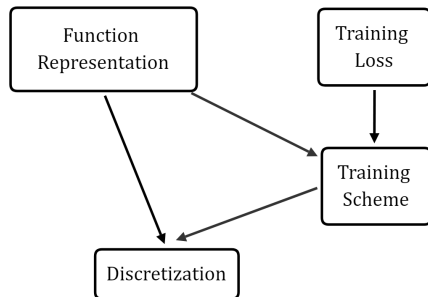 Function
Representation
Training
Loss
Training
Scheme
Discretization